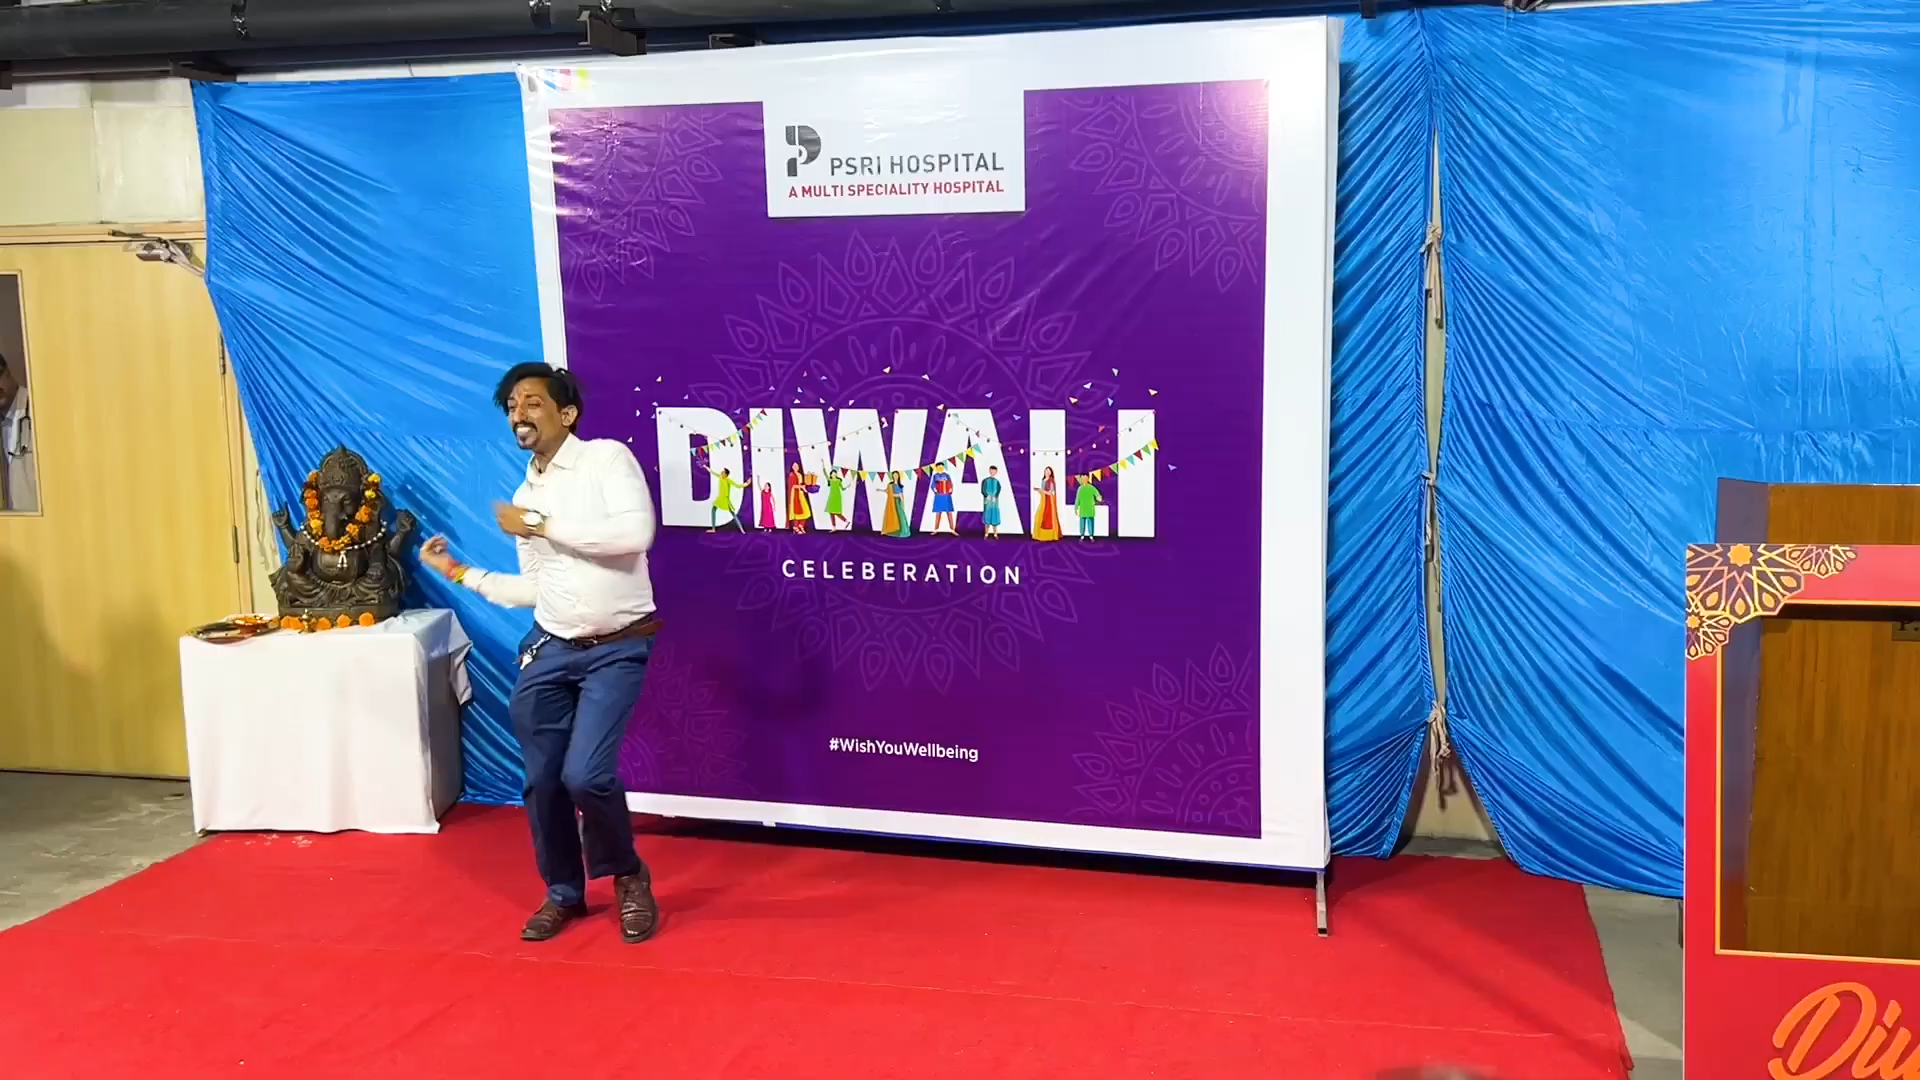 PSRI HOSPITAL
A MULTI SPECIALITY HOSPITAL
DIWALI
CELEBERATION
#WishYouWellbeing